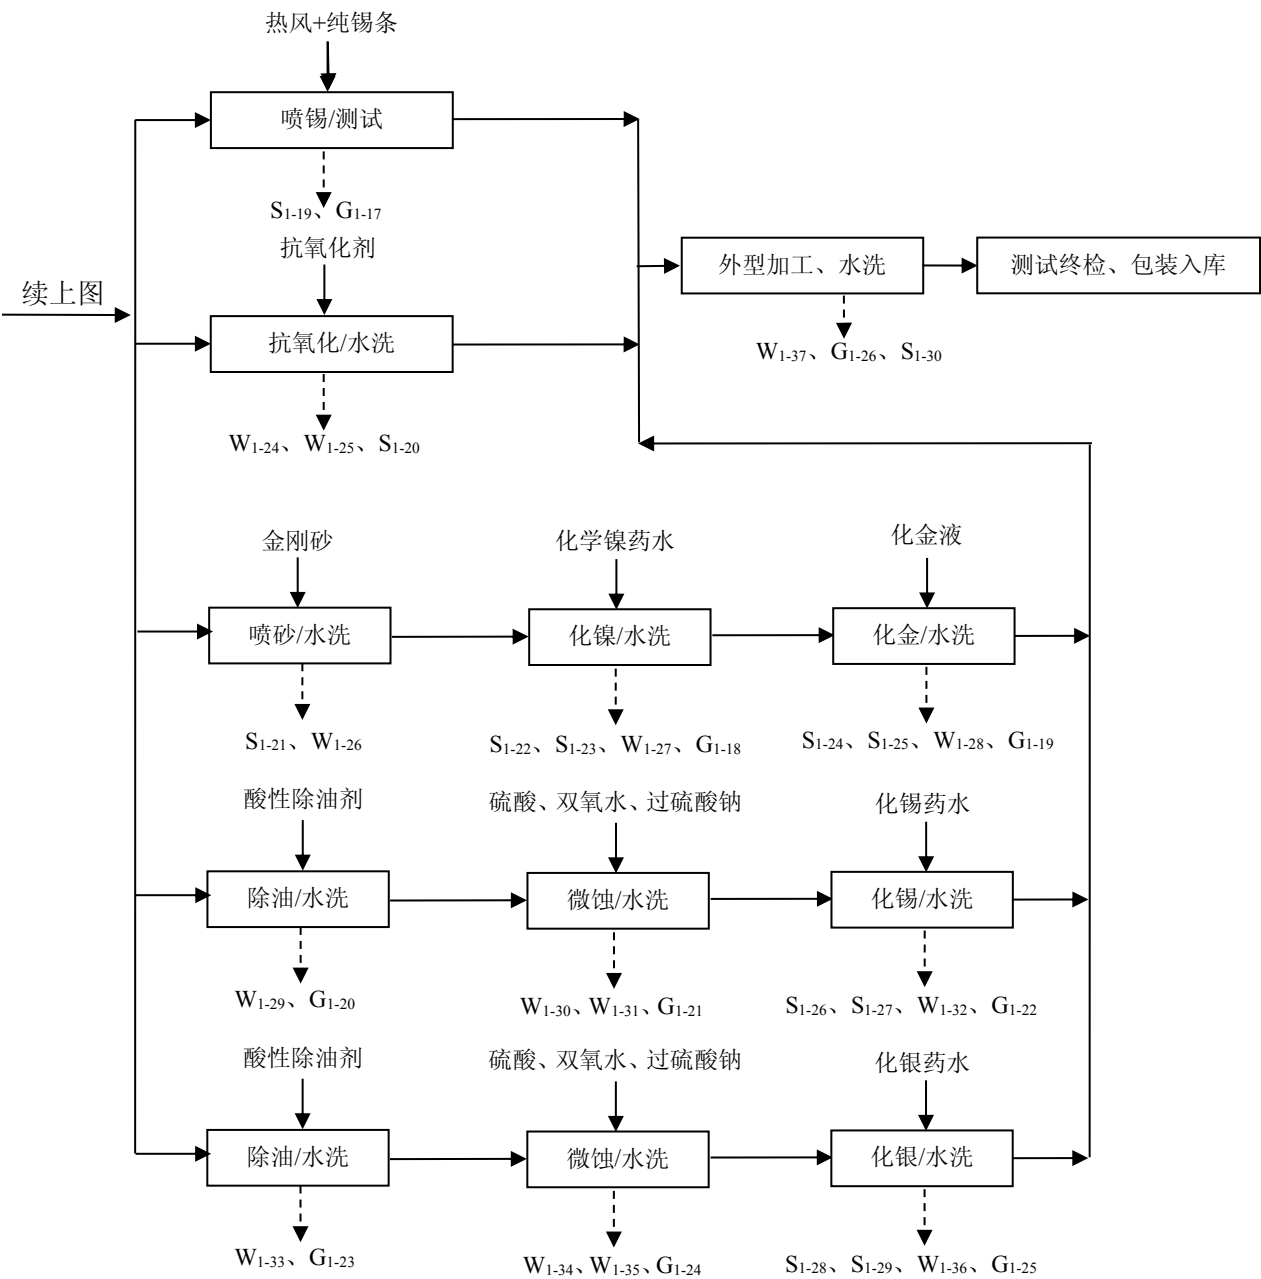 热风+纯锡条
喷锡/测试
S1-19、G1-17
抗氧化剂
外型加工、水洗
测试终检、包装入库
续上图
抗氧化/水洗
W1-37、G1-26、S1-30
W1-24、W1-25、S1-20
金刚砂
化学镍药水
化金液
喷砂/水洗
化镍/水洗
化金/水洗
S1-21、W1-26
S1-22、S1-23、W1-27、G1-18
S1-24、S1-25、W1-28、G1-19
酸性除油剂
硫酸、双氧水、过硫酸钠
化锡药水
除油/水洗
微蚀/水洗
化锡/水洗
W1-29、G1-20
W1-30、W1-31、G1-21
S1-26、S1-27、W1-32、G1-22
酸性除油剂
硫酸、双氧水、过硫酸钠
化银药水
除油/水洗
微蚀/水洗
化银/水洗
W1-33、G1-23
W1-34、W1-35、G1-24
S1-28、S1-29、W1-36、G1-25